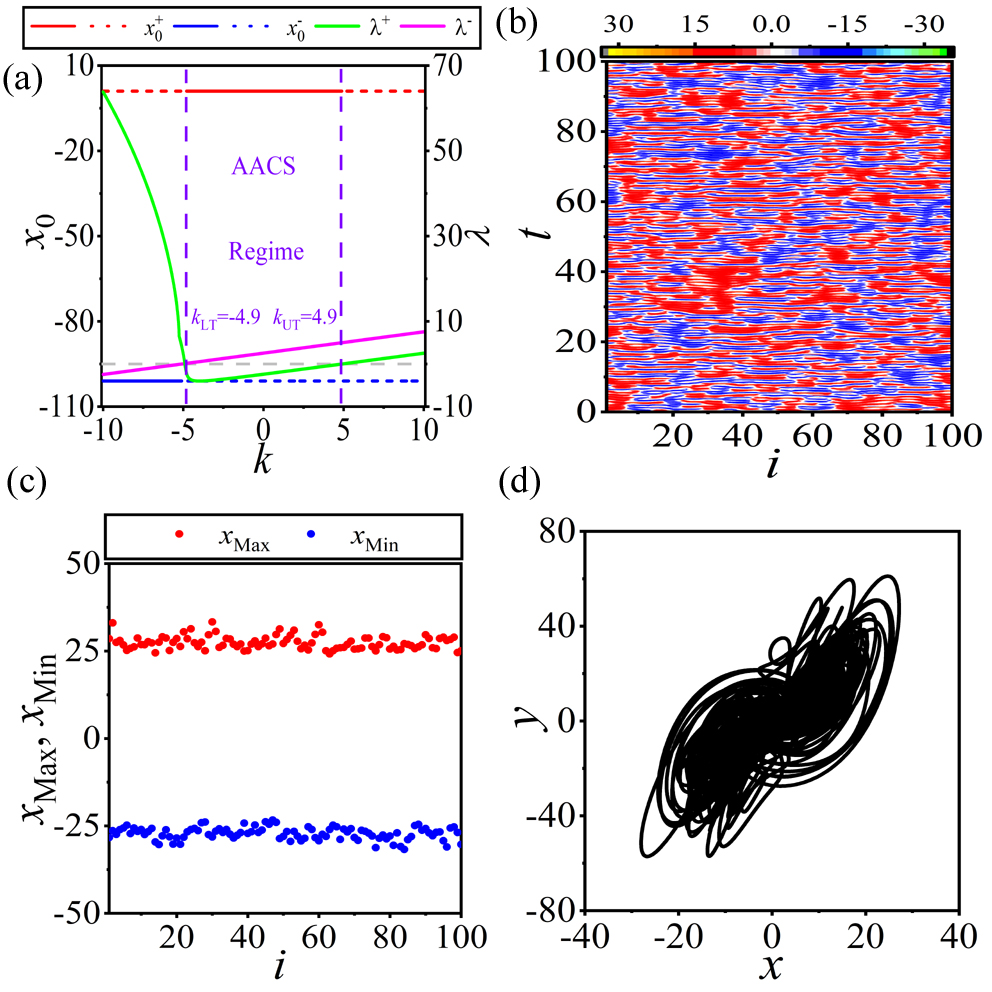 x₀⁺ x₀⁻ λ⁺ λ⁻
(a)
10
-20
-50
-80
-110
x₀
70
50
30
10
-10
λ
AACS
Regime
kLT=-4.9 kUT=4.9
-10 -5 0 5 10
k
(b)
30 15 0.0 -15 -30
100
80
60
40
20
0
t
20 40 60 80 100
i
(c)
xMax xMin
50
25
0
-25
-50
xMax, xMin
20 40 60 80 100
i
(d)
80
40
0
-40
-80
y
-40 -20 0 20 40
x